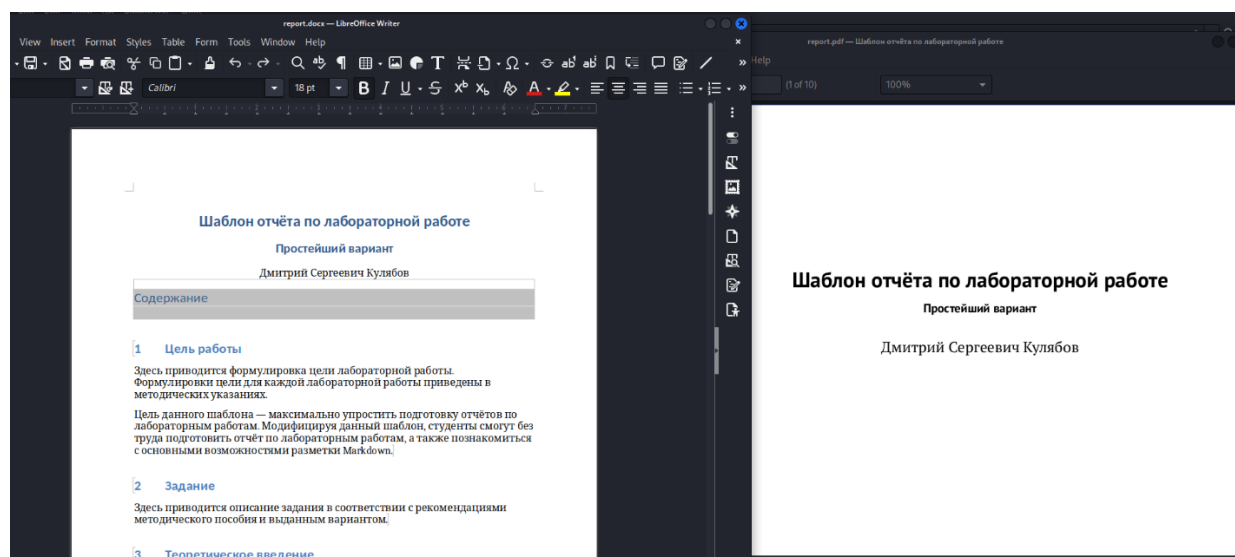 report.docx — LibreOffice Writer
View Insert Format Styles Table Form Tools Window Help
Calibri
18 pt
Шаблон отчёта по лабораторной работе
Простейший вариант
Дмитрий Сергеевич Кулябов
Содержание
1 Цель работы
Здесь приводится формулировка цели лабораторной работы.
Формулировки цели для каждой лабораторной работы приведены в
методических указаниях.
Цель данного шаблона — максимально упростить подготовку отчётов по
лабораторным работам. Модифицируя данный шаблон, студенты смогут без
труда подготовить отчёт по лабораторным работам, а также познакомиться
с основными возможностями разметки Markdown.
2 Задание
Здесь приводится описание задания в соответствии с рекомендациями
методического пособия и выданным вариантом.
3 Теоретическое введение
report.pdf — Шаблон отчёта по лабораторной работе
Help
(1 of 10)
100%
Шаблон отчёта по лабораторной работе
Простейший вариант
Дмитрий Сергеевич Кулябов